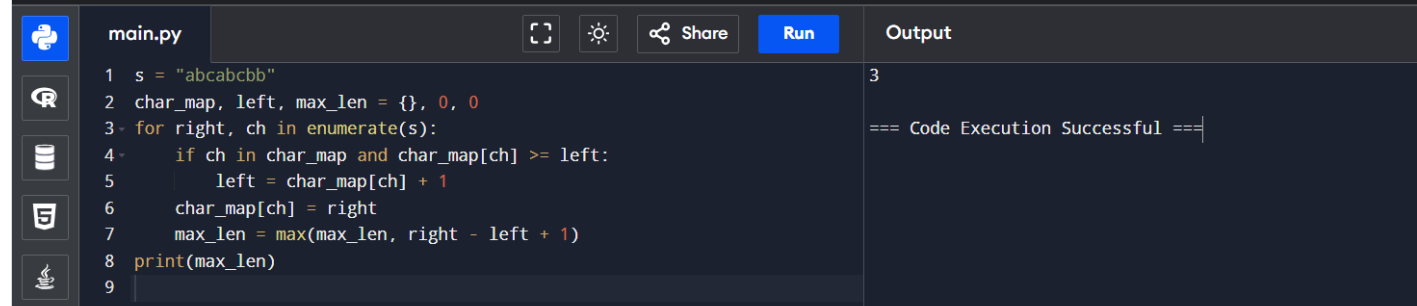 main.py
Share
Run
Output
1 s = "abcabcbb"
2 char_map, left, max_len = {}, 0, 0
3 for right, ch in enumerate(s):
4     if ch in char_map and char_map[ch] >= left:
5         left = char_map[ch] + 1
6     char_map[ch] = right
7     max_len = max(max_len, right - left + 1)
8 print(max_len)
9
3
=== Code Execution Successful ===